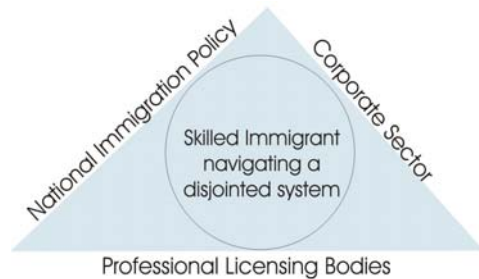 National Immigration Policy
Corporate Sector
Skilled Immigrant
navigating a
disjointed system
Professional Licensing Bodies